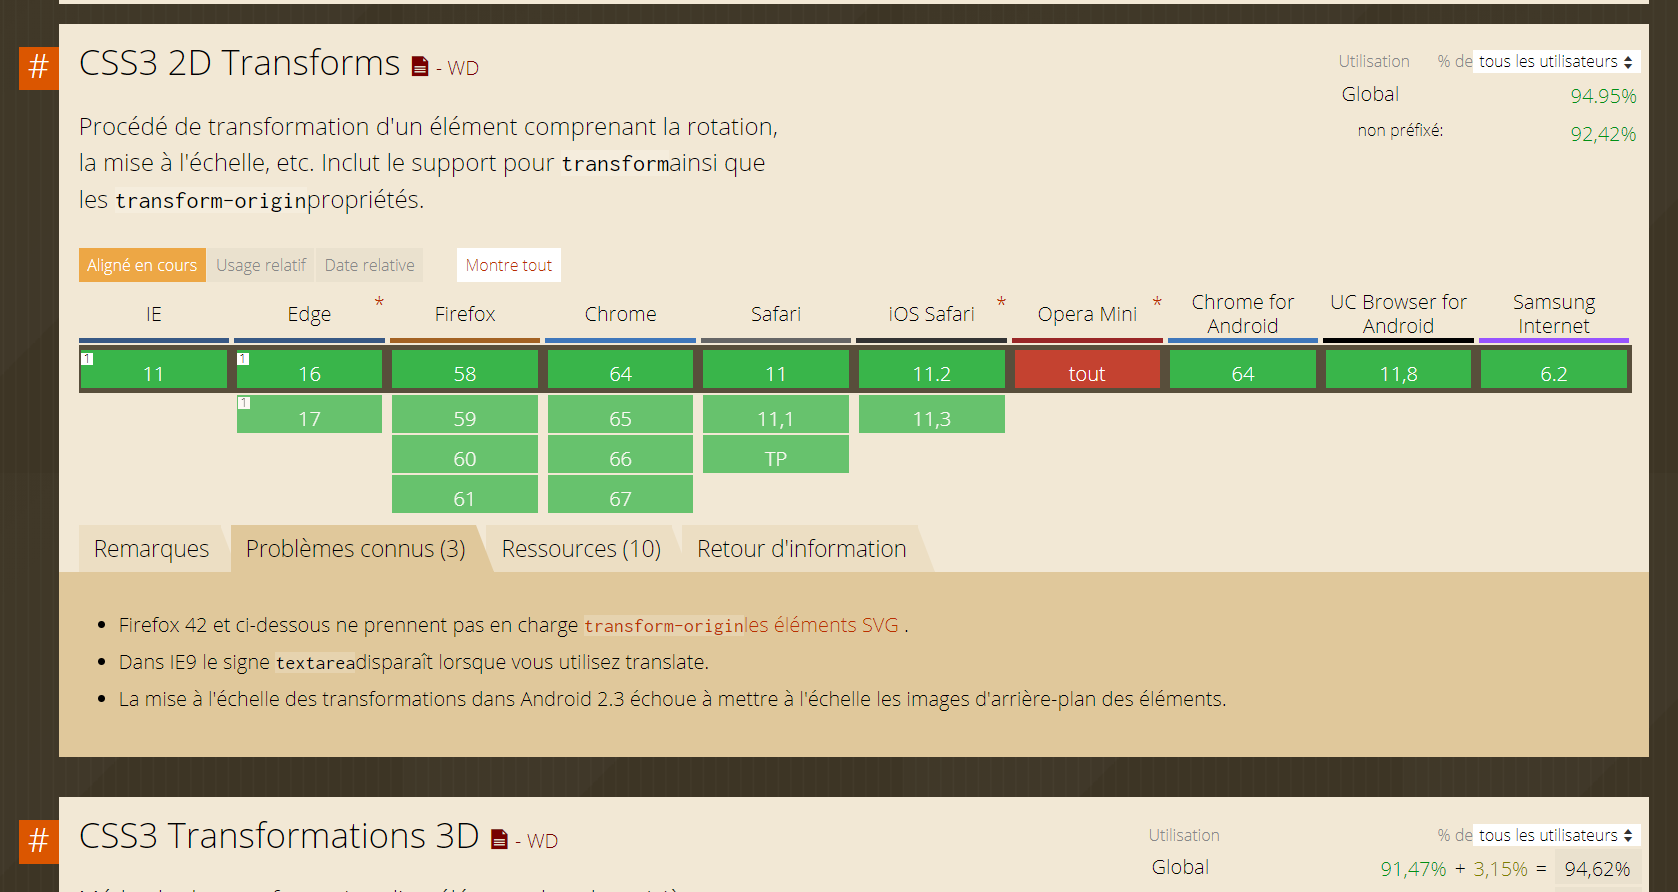 # CSS3 2D Transforms - WD
Utilisation % de tous les utilisateurs
Global 94.95%
non préfixé: 92,42%
Procédé de transformation d'un élément comprenant la rotation,
la mise à l'échelle, etc. Inclut le support pour transformainsi que
les transform-originpropriétés.
Aligné en cours Usage relatif Date relative Montre tout
IE Edge * Firefox Chrome Safari iOS Safari * Opera Mini * Chrome for Android UC Browser for Android Samsung Internet
1 11 1 16 58 64 11 11.2 tout 64 11,8 6.2
1 17 59 65 11,1 11,3
60 66 TP
61 67
Remarques Problèmes connus (3) Ressources (10) Retour d'information
• Firefox 42 et ci-dessous ne prennent pas en charge transform-originles éléments SVG .
• Dans IE9 le signe textareadisparaît lorsque vous utilisez translate.
• La mise à l'échelle des transformations dans Android 2.3 échoue à mettre à l'échelle les images d'arrière-plan des éléments.
# CSS3 Transformations 3D - WD
Utilisation % de tous les utilisateurs
Global 91,47% + 3,15% = 94,62%